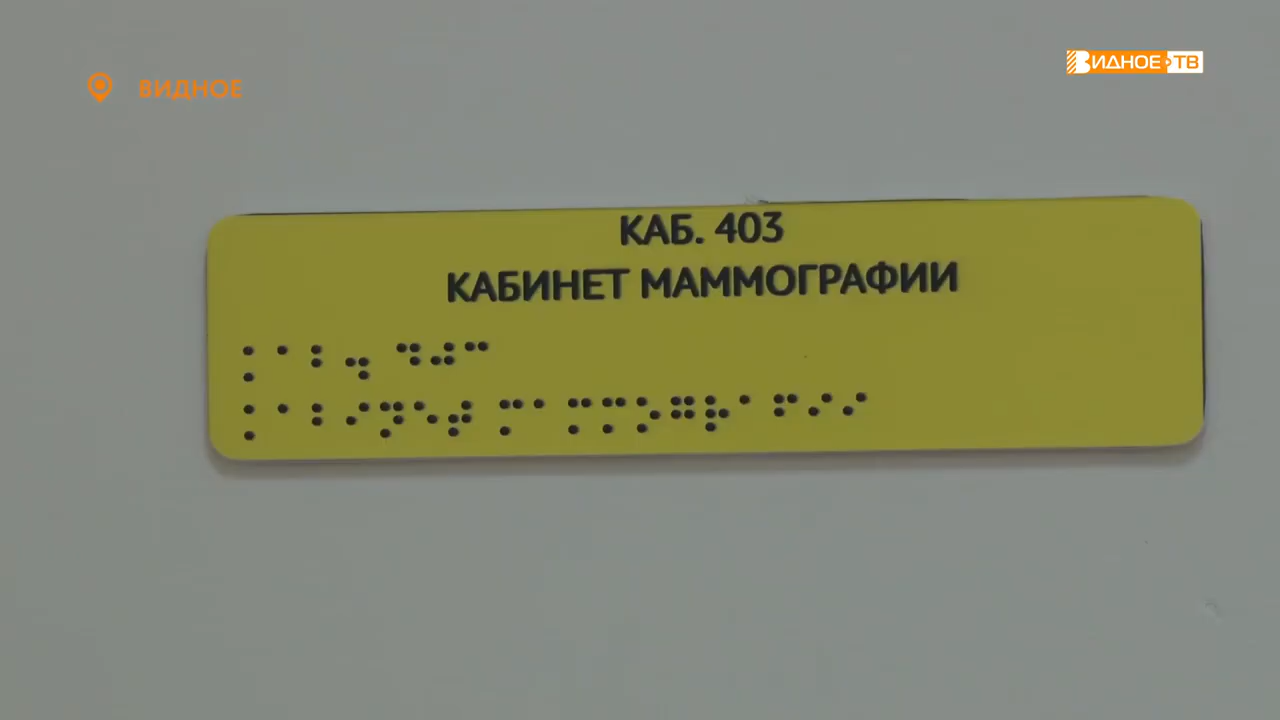 ВИДНОЕ
ВИДНОЕ ТВ
КАБ. 403
КАБИНЕТ МАММОГРАФИИ
⠅⠁⠃⠲ ⠙⠚⠉
⠅⠁⠃⠊⠝⠑⠞ ⠍⠁⠍⠍⠕⠛⠗⠁⠋⠊⠊